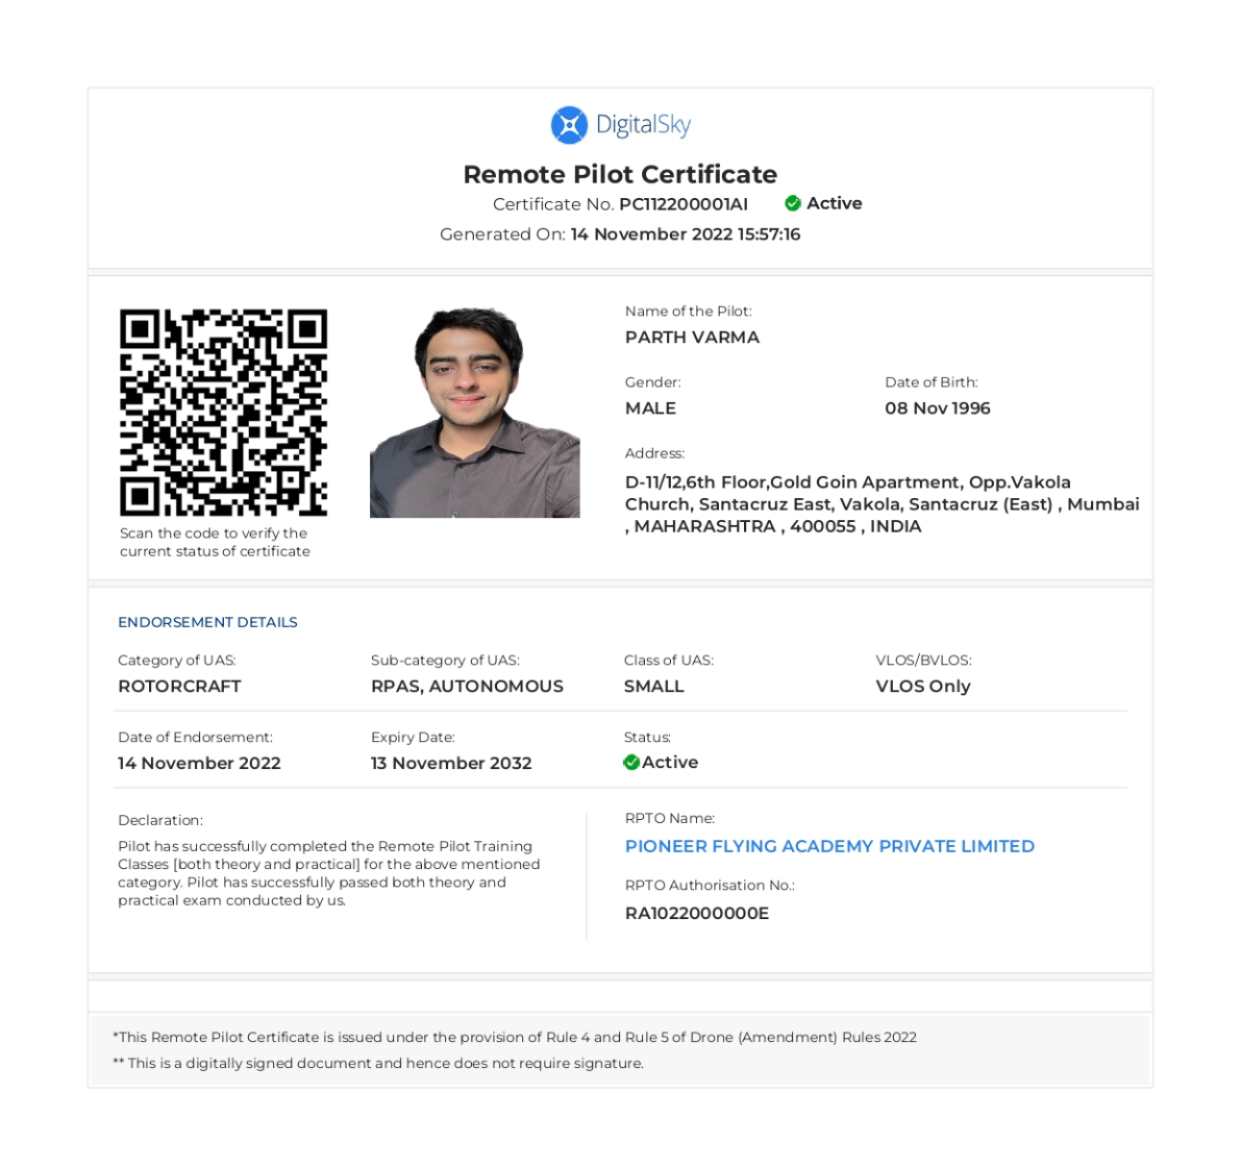 DigitalSky
Remote Pilot Certificate
Certificate No. PC112200001AI Active
Generated On: 14 November 2022 15:57:16
Scan the code to verify the
current status of certificate
Name of the Pilot:
PARTH VARMA
Gender: Date of Birth:
MALE 08 Nov 1996
Address:
D-11/12,6th Floor,Gold Goin Apartment, Opp.Vakola
Church, Santacruz East, Vakola, Santacruz (East) , Mumbai
, MAHARASHTRA , 400055 , INDIA
ENDORSEMENT DETAILS
Category of UAS: Sub-category of UAS: Class of UAS: VLOS/BVLOS:
ROTORCRAFT RPAS, AUTONOMOUS SMALL VLOS Only
Date of Endorsement: Expiry Date: Status:
14 November 2022 13 November 2032 Active
Declaration:
Pilot has successfully completed the Remote Pilot Training
Classes [both theory and practical] for the above mentioned
category. Pilot has successfully passed both theory and
practical exam conducted by us.
RPTO Name:
PIONEER FLYING ACADEMY PRIVATE LIMITED
RPTO Authorisation No.:
RA1022000000E
*This Remote Pilot Certificate is issued under the provision of Rule 4 and Rule 5 of Drone (Amendment) Rules 2022
** This is a digitally signed document and hence does not require signature.